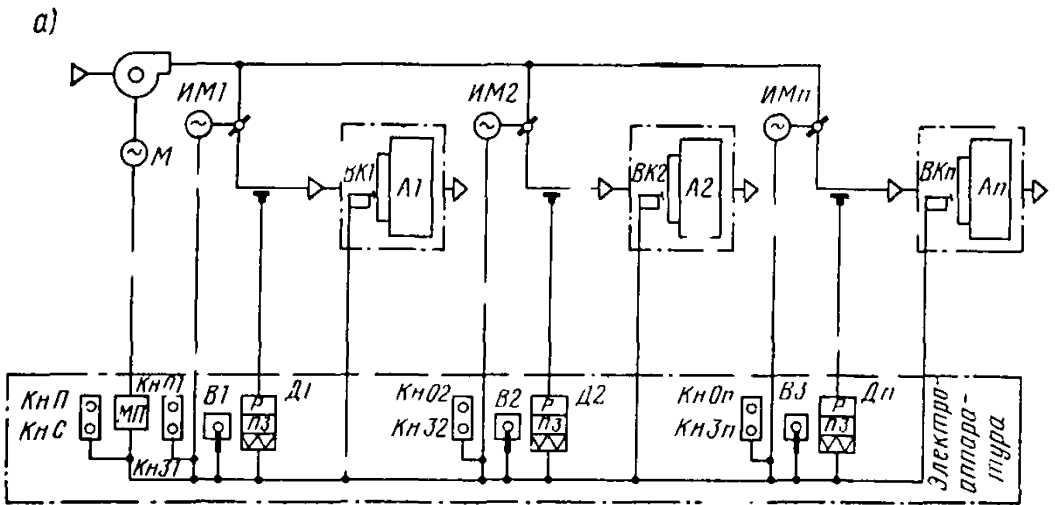 а)
ИМ1 ИМ2 ИМп
М
ВК1 А1 ВК2 А2 ВКп Ап
КнП КнП1 В1 Д1 КнО2 В2 Д2 КнОп В3 Дп
МП Р Р Р
КнС ПЗ КнЗ2 ПЗ КнЗп ПЗ
КнЗ1
Электро-
аппара-
тура